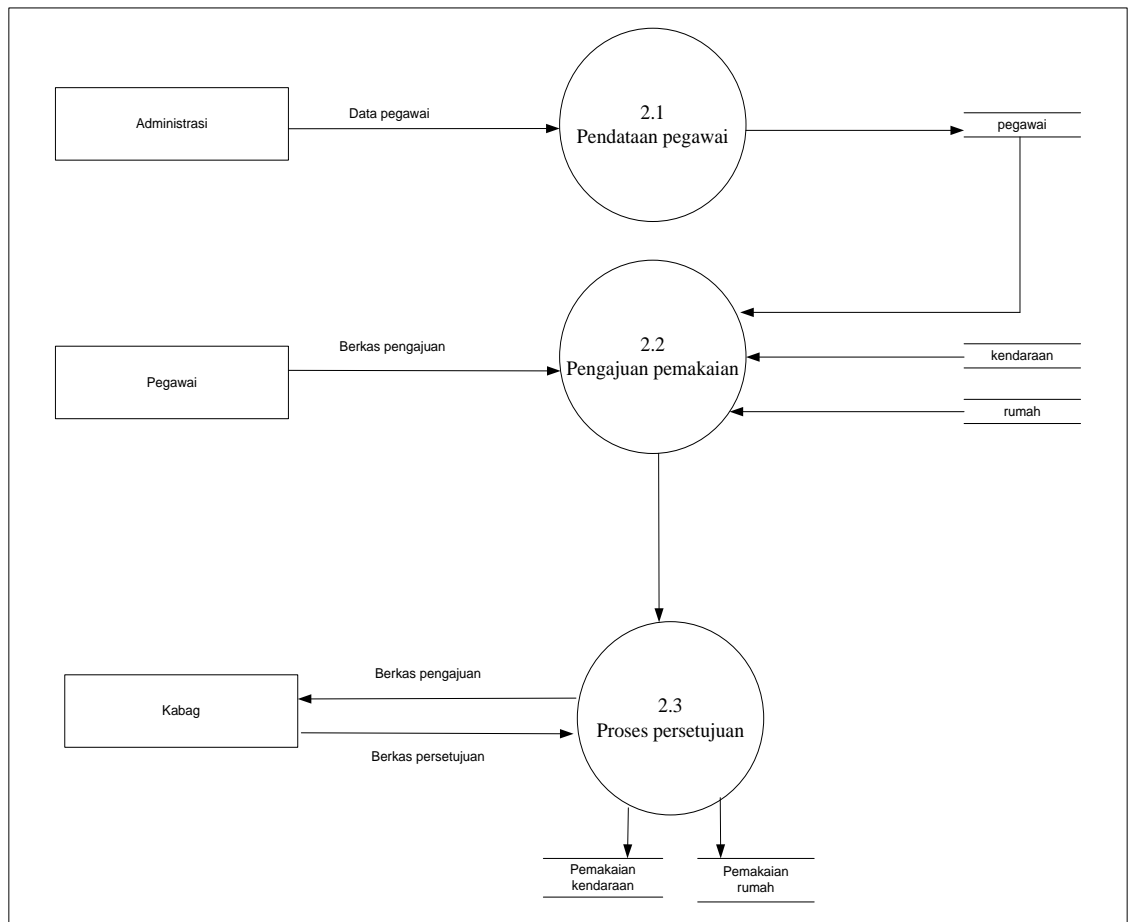 Administrasi
Data pegawai
2.1
Pendataan pegawai
pegawai
Pegawai
Berkas pengajuan
2.2
Pengajuan pemakaian
kendaraan
rumah
Kabag
Berkas pengajuan
Berkas persetujuan
2.3
Proses persetujuan
Pemakaian
kendaraan
Pemakaian
rumah